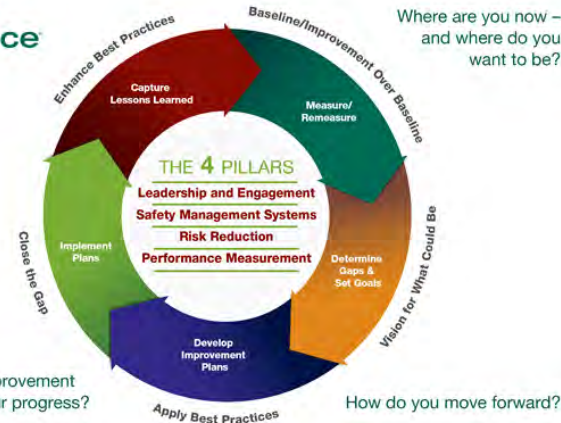 Where are you now –
and where do you
want to be?
Baseline/Improvement Over Baseline
Enhance Best Practices
Capture
Lessons Learned
Measure/
Remeasure
THE 4 PILLARS
Leadership and Engagement
Safety Management Systems
Risk Reduction
Performance Measurement
Implement
Plans
Determine
Gaps &
Set Goals
Close the Gap
Vision for What Could Be
Develop
Improvement
Plans
Apply Best Practices
progress?
How do you move forward?